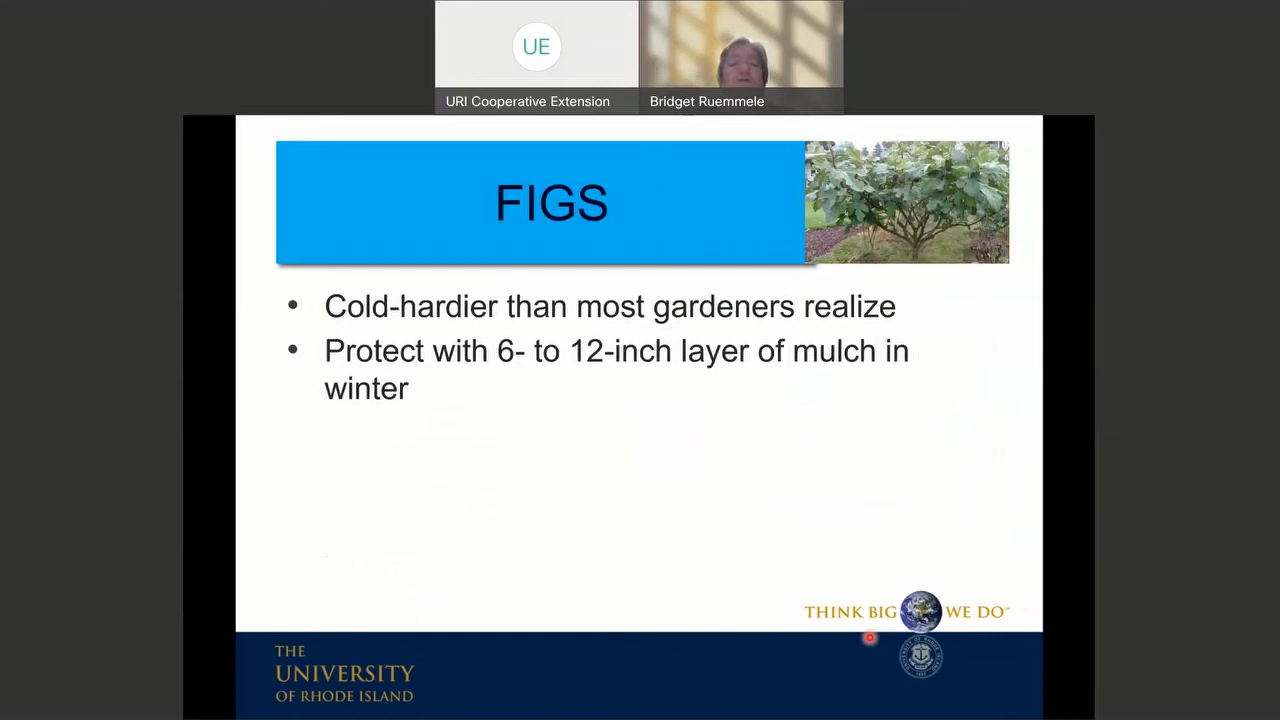 UE
URI Cooperative Extension
Bridget Ruemmele
FIGS
• Cold-hardier than most gardeners realize
• Protect with 6- to 12-inch layer of mulch in
winter
THINK BIG WE DO™
THE
UNIVERSITY
OF RHODE ISLAND